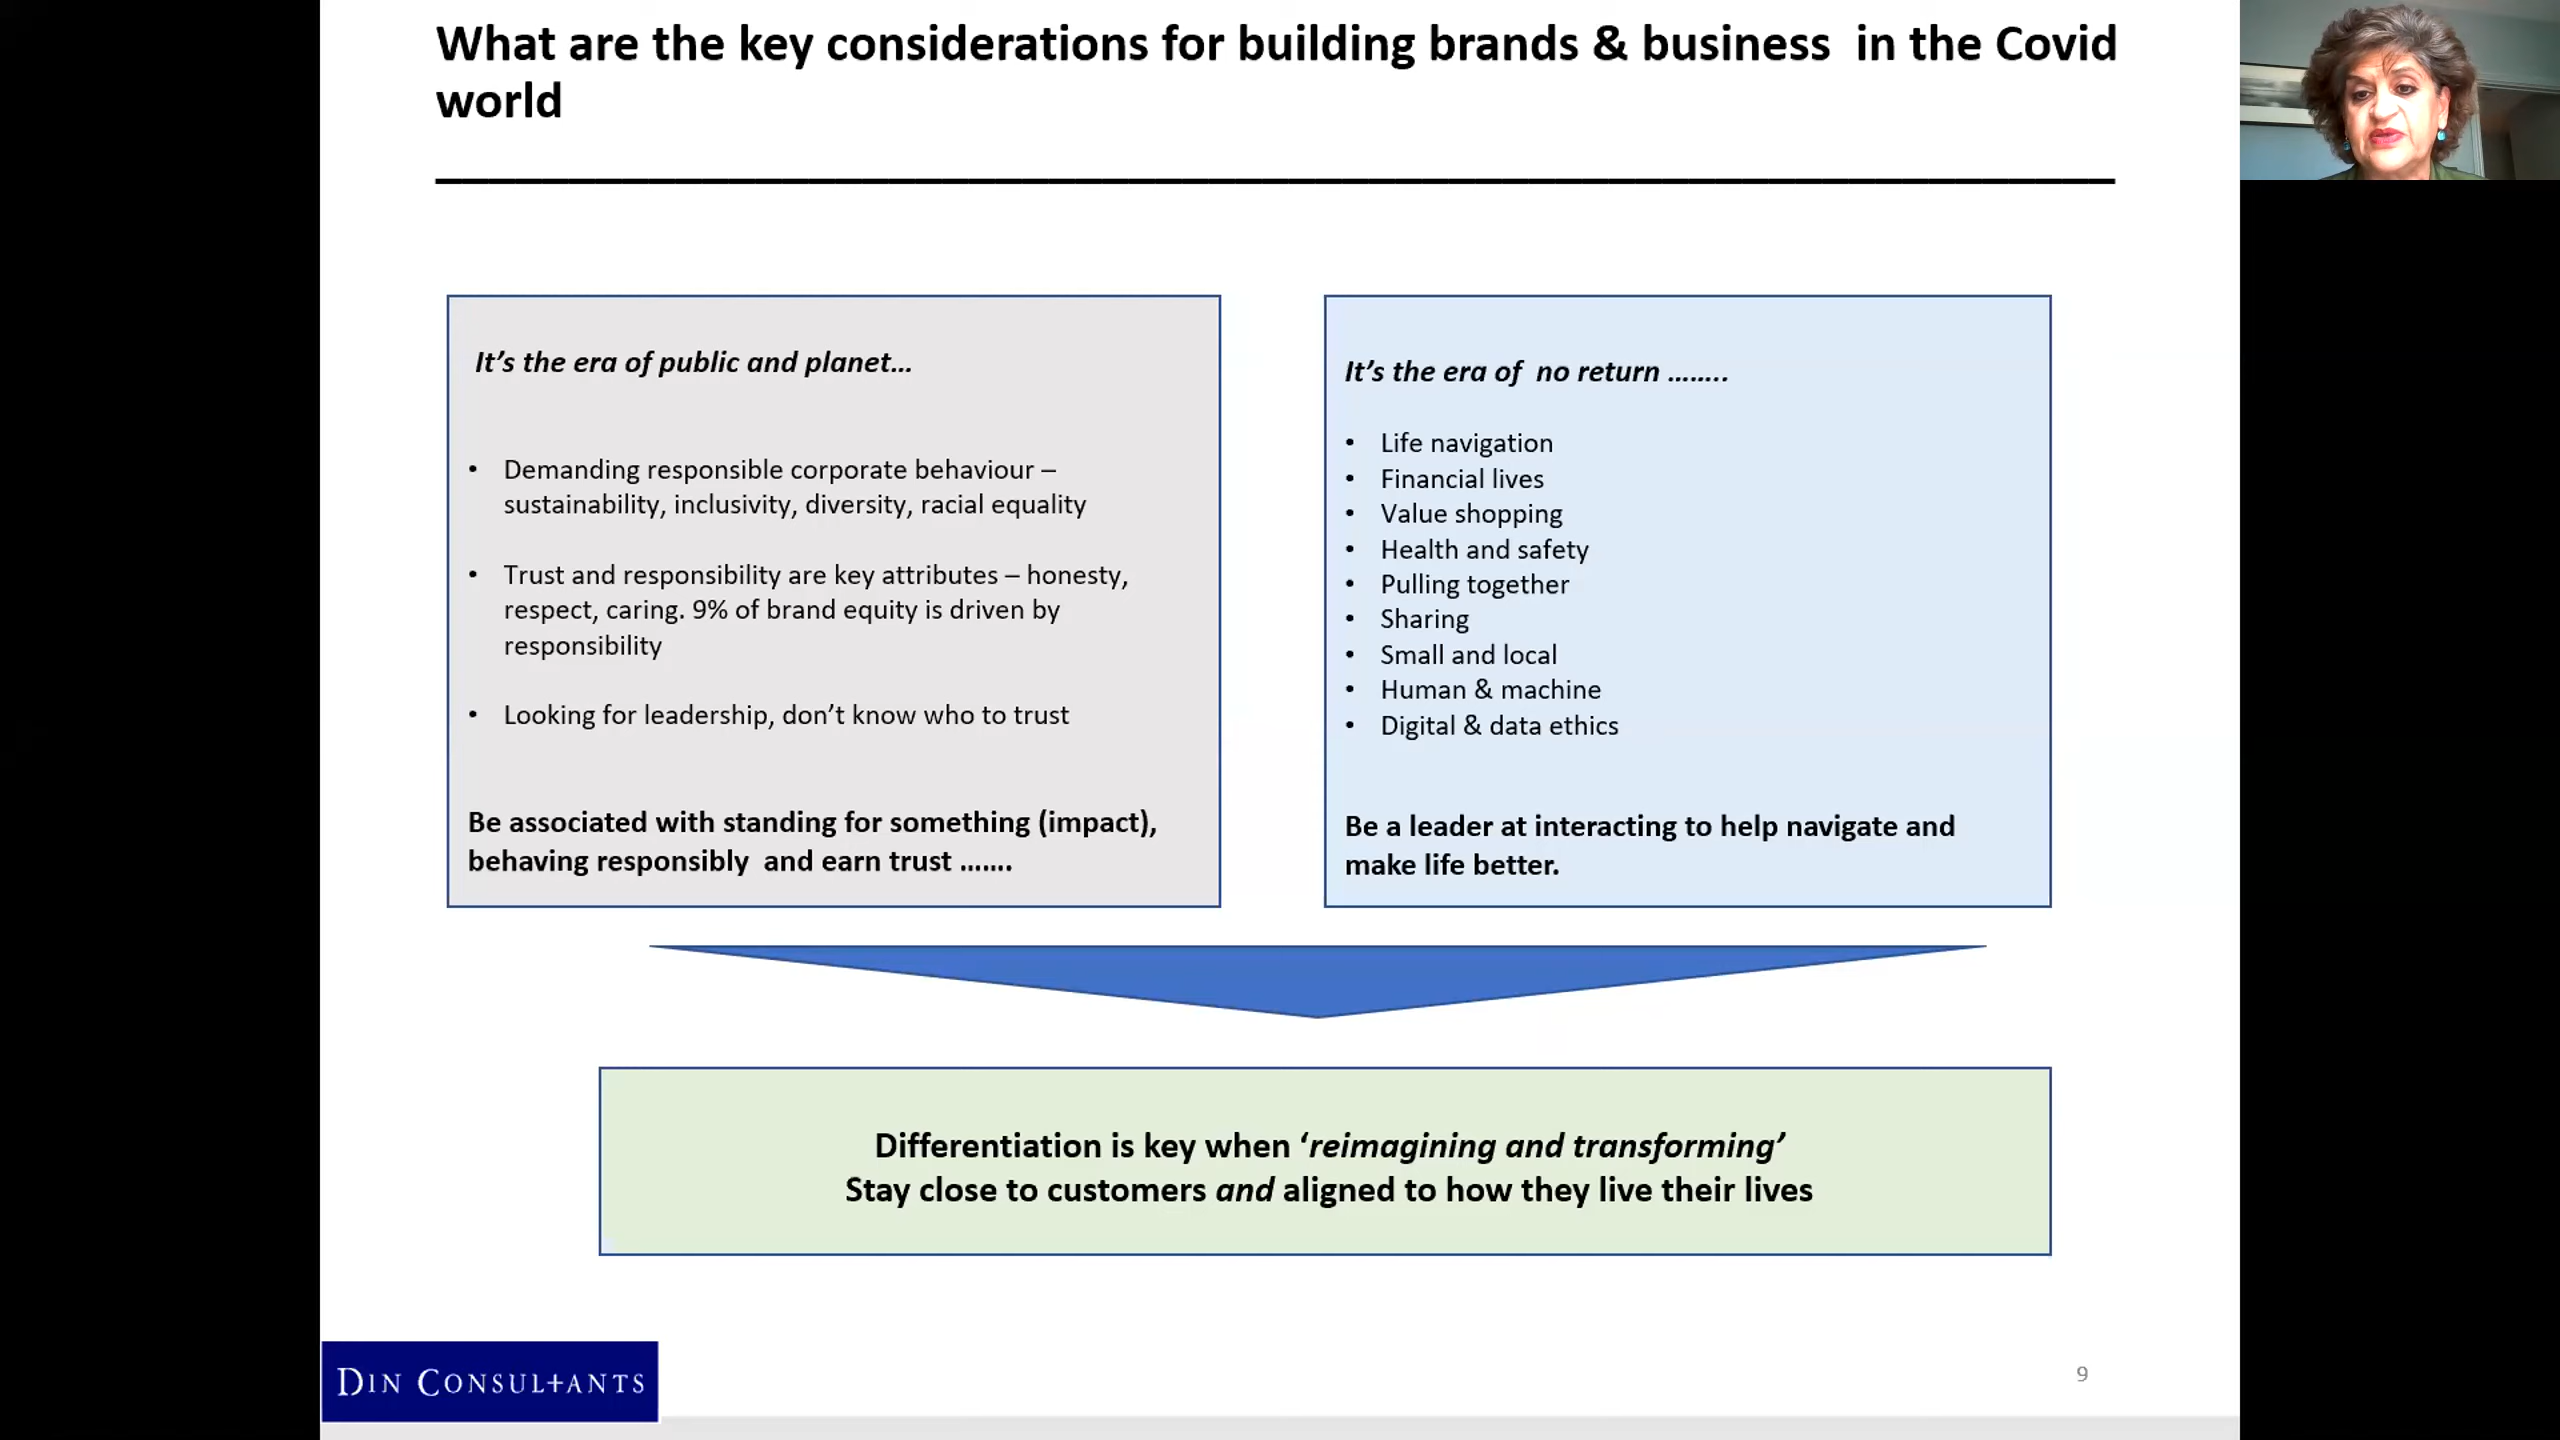 What are the key considerations for building brands & business  in the Covid
world
It’s the era of public and planet…
• Demanding responsible corporate behaviour –
sustainability, inclusivity, diversity, racial equality
• Trust and responsibility are key attributes – honesty,
respect, caring. 9% of brand equity is driven by
responsibility
• Looking for leadership, don’t know who to trust
Be associated with standing for something (impact),
behaving responsibly  and earn trust …….
It’s the era of  no return ……..
• Life navigation
• Financial lives
• Value shopping
• Health and safety
• Pulling together
• Sharing
• Small and local
• Human & machine
• Digital & data ethics
Be a leader at interacting to help navigate and
make life better.
Differentiation is key when ‘reimagining and transforming’
Stay close to customers and aligned to how they live their lives
DIN CONSULTANTS
9